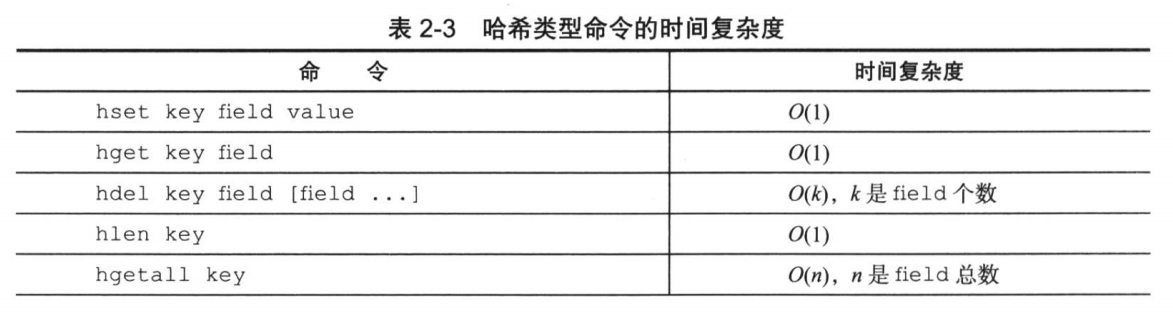 表 2-3 哈希类型命令的时间复杂度
命 令 时间复杂度
hset key field value O(1)
hget key field O(1)
hdel key field [field ...] O(k)，k 是 field 个数
hlen key O(1)
hgetall key O(n)，n 是 field 总数